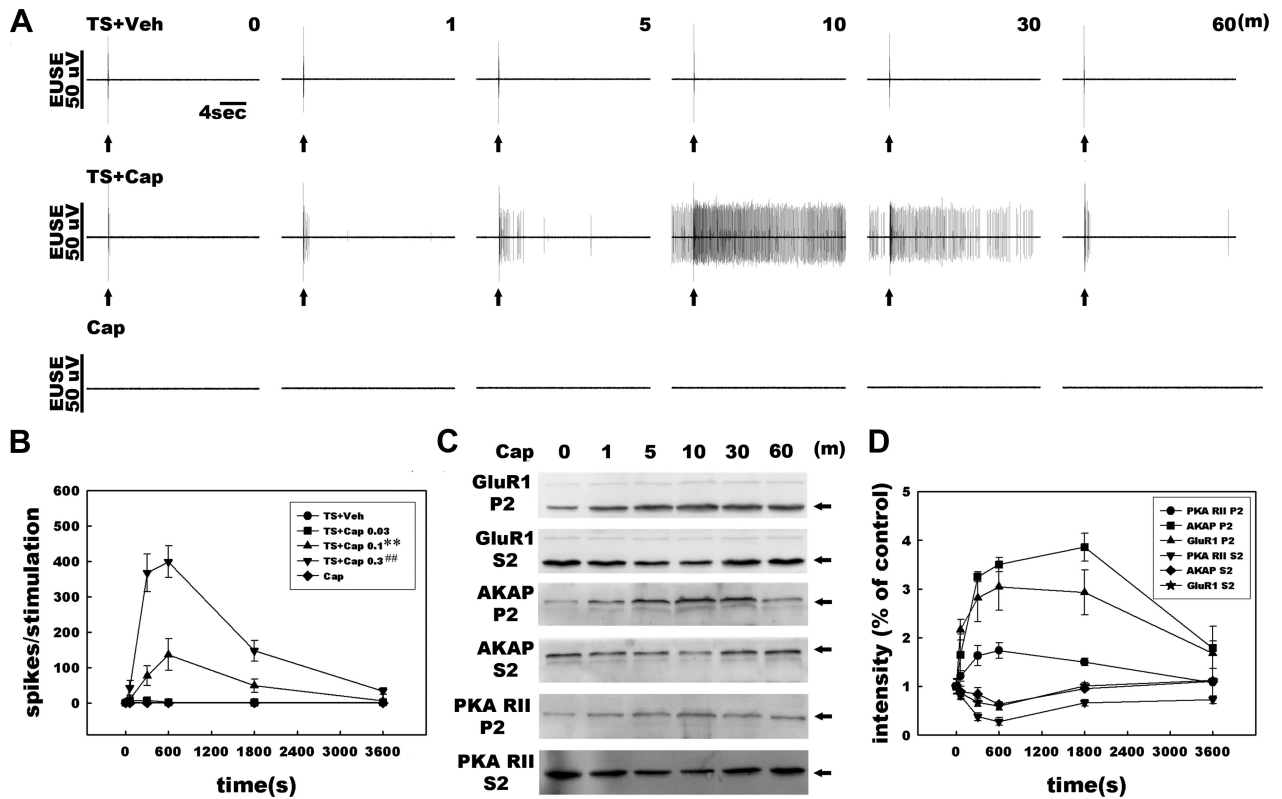 A
TS+Veh 0 1 5 10 30 60 (m)
EUSE
50 uV
4sec
TS+Cap
EUSE
50 uV
Cap
EUSE
50 uV
B
600
500
400
300
200
100
0
spikes/stimulation
0 600 1200 1800 2400 3000 3600
time(s)
TS+Veh
TS+Cap 0.03
TS+Cap 0.1**
TS+Cap 0.3##
Cap
C
Cap 0 1 5 10 30 60 (m)
GluR1
P2
GluR1
S2
AKAP
P2
AKAP
S2
PKA RII
P2
PKA RII
S2
D
5
4
3
2
1
0
intensity (% of control)
0 600 1200 1800 2400 3000 3600
time(s)
PKA RII P2
AKAP P2
GluR1 P2
PKA RII S2
AKAP S2
GluR1 S2